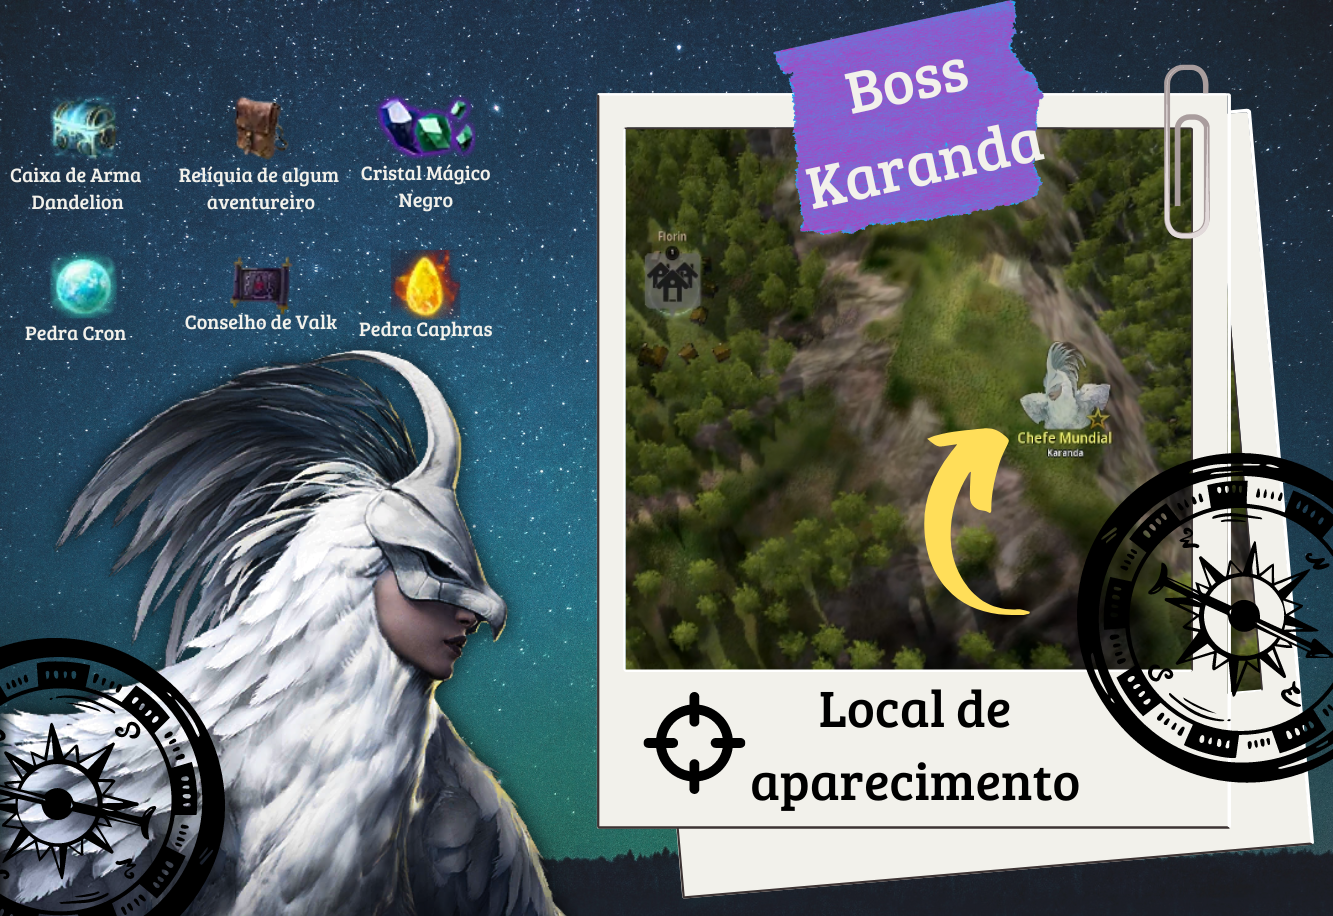 Boss
Karanda
Caixa de Arma
Dandelion
Relíquia de algum
aventureiro
Cristal Mágico
Negro
Pedra Cron
Conselho de Valk
Pedra Caphras
Florin
Chefe Mundial
Karanda
Local de
aparecimento